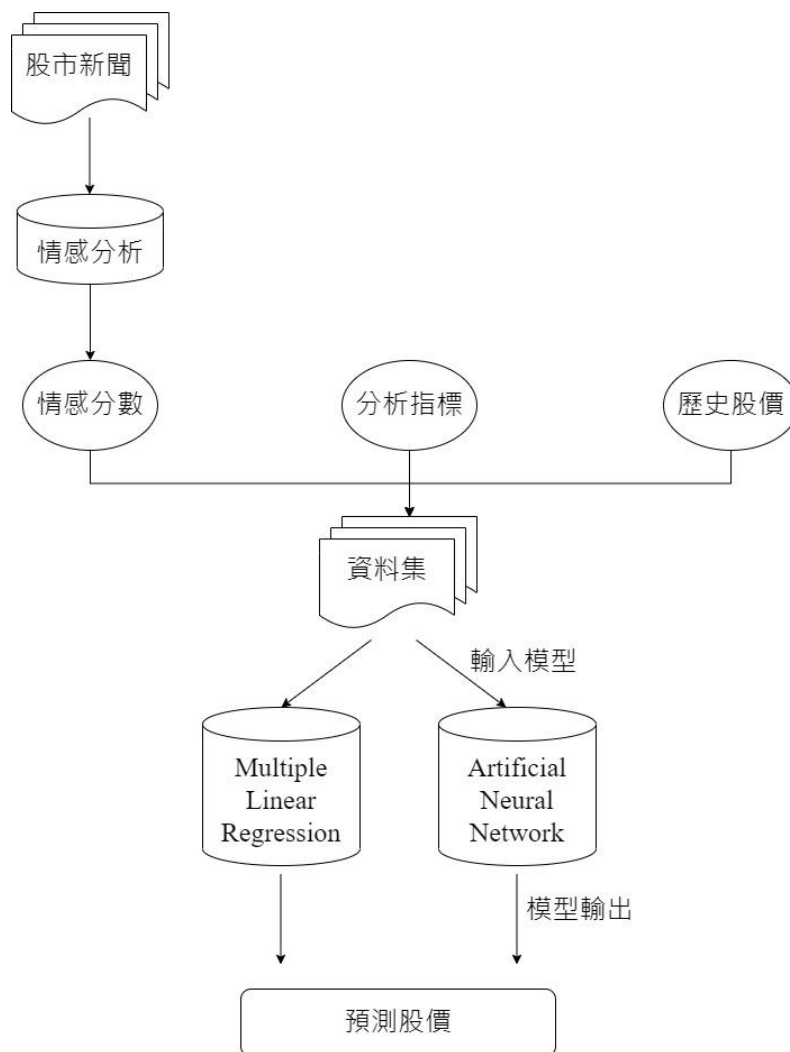 股市新聞
情感分析
情感分數
分析指標
歷史股價
資料集
輸入模型
Multiple
Linear
Regression
Artificial
Neural
Network
模型輸出
預測股價